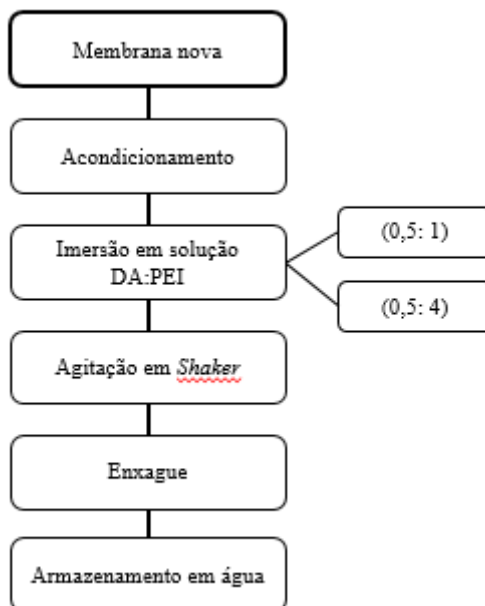 Membrana nova
Acondicionamento
Imersão em solução
DA:PEI
(0,5: 1)
(0,5: 4)
Agitação em Shaker
Enxague
Armazenamento em água